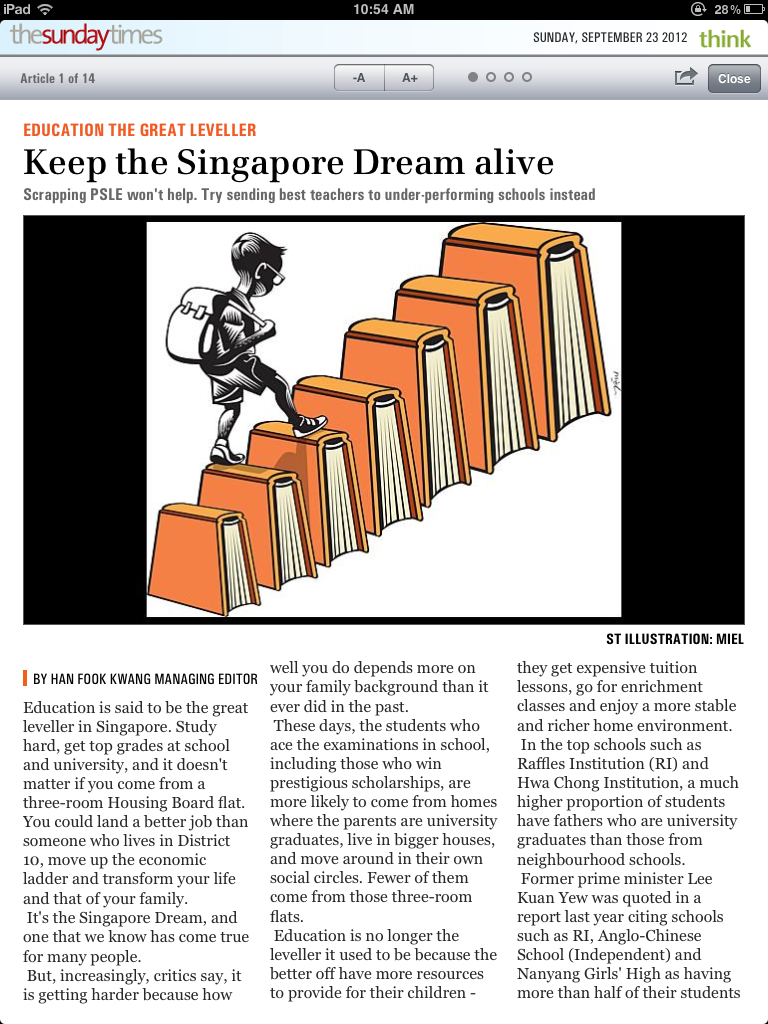 iPad 10:54 AM 28%
thesundaytimes SUNDAY, SEPTEMBER 23 2012 think
Article 1 of 14 -A A+ Close
EDUCATION THE GREAT LEVELLER
Keep the Singapore Dream alive
Scrapping PSLE won't help. Try sending best teachers to under-performing schools instead
ST ILLUSTRATION: MIEL
BY HAN FOOK KWANG MANAGING EDITOR
Education is said to be the great
leveller in Singapore. Study
hard, get top grades at school
and university, and it doesn't
matter if you come from a
three-room Housing Board flat.
You could land a better job than
someone who lives in District
10, move up the economic
ladder and transform your life
and that of your family.
It's the Singapore Dream, and
one that we know has come true
for many people.
But, increasingly, critics say, it
is getting harder because how
well you do depends more on
your family background than it
ever did in the past.
These days, the students who
ace the examinations in school,
including those who win
prestigious scholarships, are
more likely to come from homes
where the parents are university
graduates, live in bigger houses,
and move around in their own
social circles. Fewer of them
come from those three-room
flats.
Education is no longer the
leveller it used to be because the
better off have more resources
to provide for their children -
they get expensive tuition
lessons, go for enrichment
classes and enjoy a more stable
and richer home environment.
In the top schools such as
Raffles Institution (RI) and
Hwa Chong Institution, a much
higher proportion of students
have fathers who are university
graduates than those from
neighbourhood schools.
Former prime minister Lee
Kuan Yew was quoted in a
report last year citing schools
such as RI, Anglo-Chinese
School (Independent) and
Nanyang Girls' High as having
more than half of their students